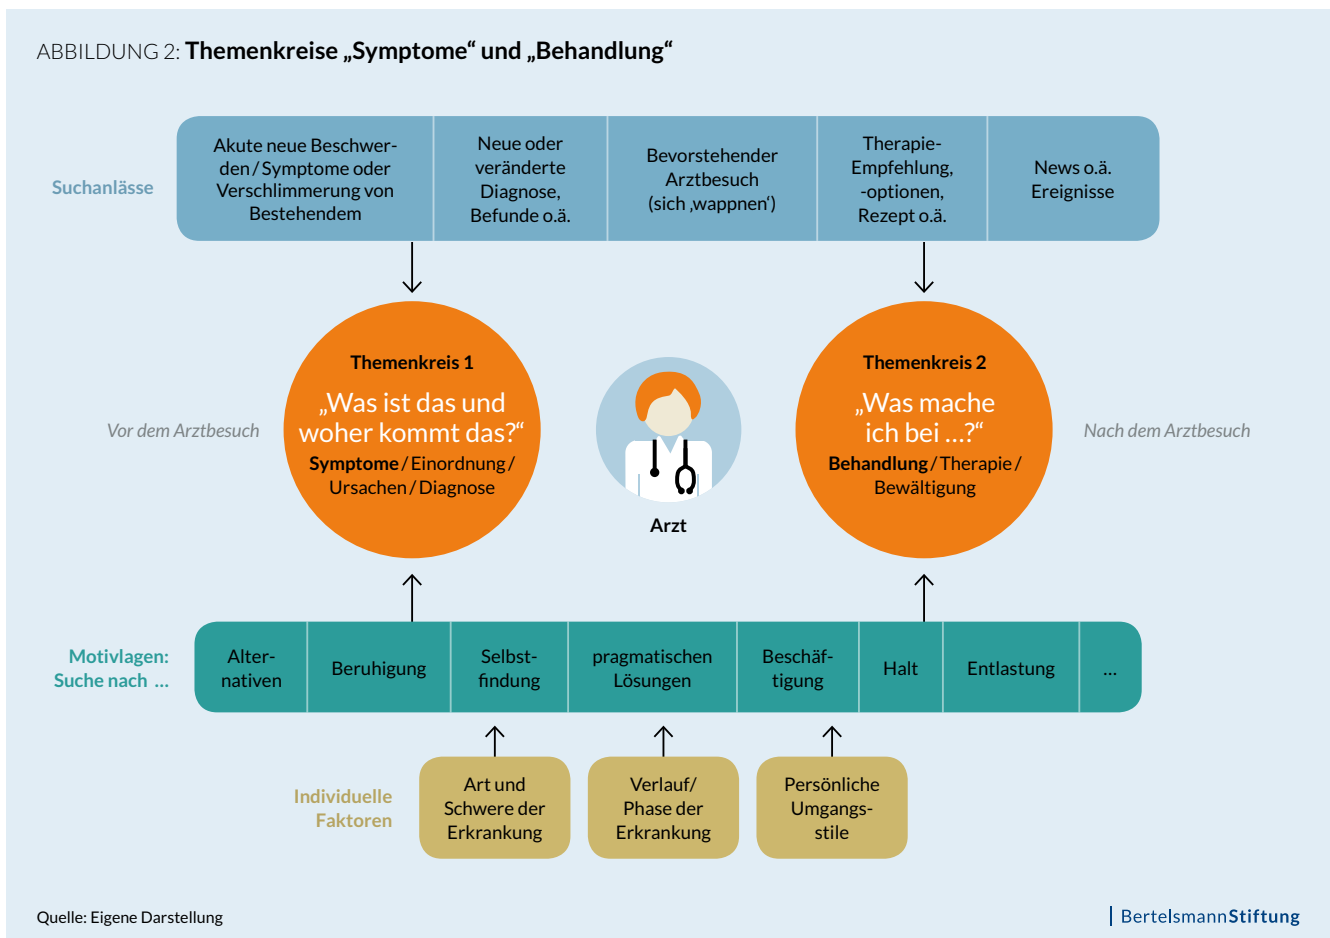 ABBILDUNG 2: Themenkreise „Symptome“ und „Behandlung“
Suchanlässe
Akute neue Beschwer-
den / Symptome oder
Verschlimmerung von
Bestehendem
Neue oder
veränderte
Diagnose,
Befunde o.ä.
Bevorstehender
Arztbesuch
(sich ‚wappnen‘)
Therapie-
Empfehlung,
-optionen,
Rezept o.ä.
News o.ä.
Ereignisse
Vor dem Arztbesuch
Themenkreis 1
„Was ist das und
woher kommt das?“
Symptome / Einordnung /
Ursachen / Diagnose
Arzt
Themenkreis 2
„Was mache
ich bei …?“
Behandlung / Therapie /
Bewältigung
Nach dem Arztbesuch
Motivlagen:
Suche nach …
Alter-
nativen
Beruhigung
Selbst-
findung
pragmatischen
Lösungen
Beschäf-
tigung
Halt
Entlastung
…
Individuelle
Faktoren
Art und
Schwere der
Erkrankung
Verlauf/
Phase der
Erkrankung
Persönliche
Umgangs-
stile
Quelle: Eigene Darstellung
BertelsmannStiftung